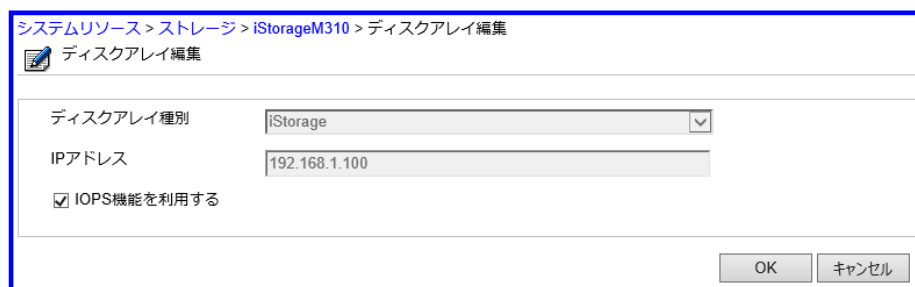 システムリソース > ストレージ > iStorageM310 > ディスクアレイ編集
ディスクアレイ編集
ディスクアレイ種別 iStorage
IPアドレス 192.168.1.100
IOPS機能を利用する
OK キャンセル